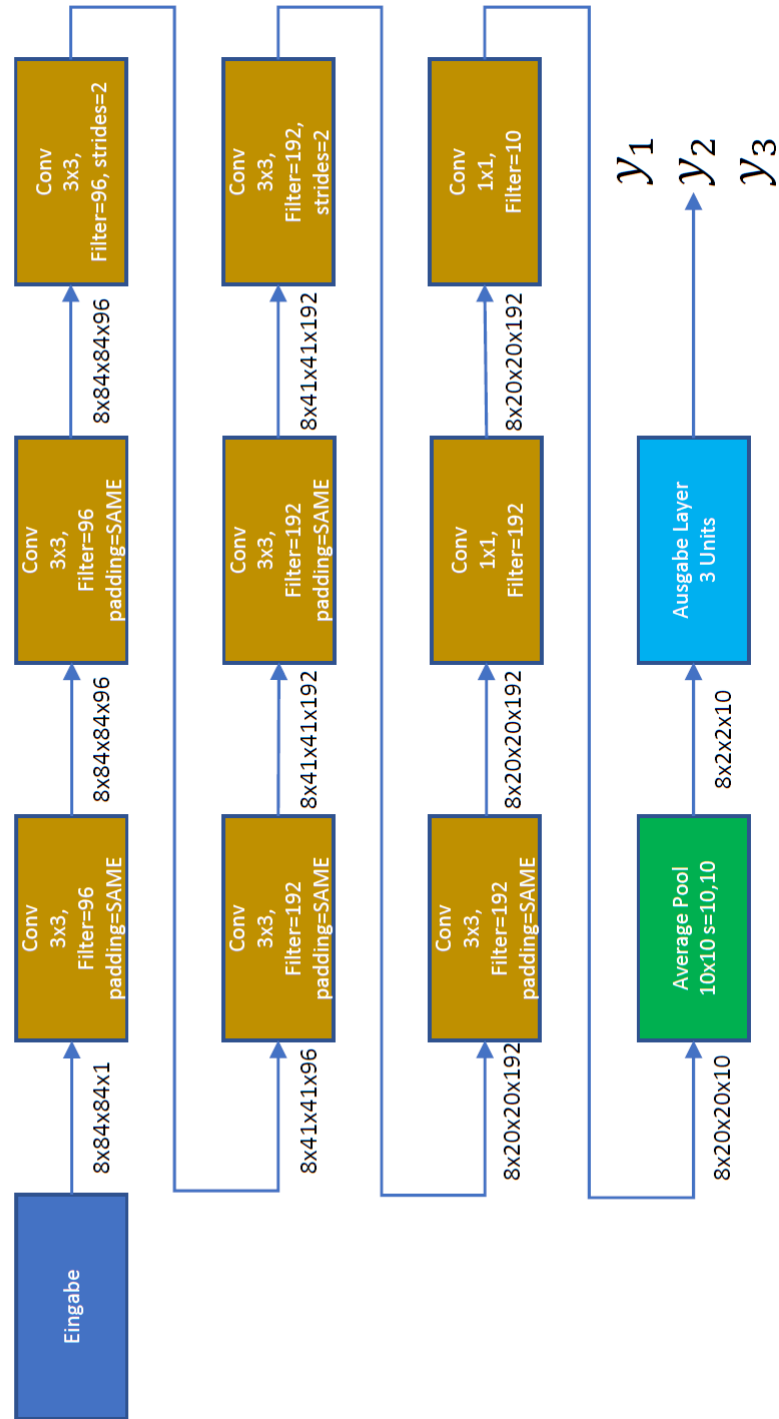 Eingabe
8x84x84x1
Conv
3x3,
Filter=96
padding=SAME
8x84x84x96
Conv
3x3,
Filter=96
padding=SAME
8x84x84x96
Conv
3x3,
Filter=96, strides=2
8x41x41x96
Conv
3x3,
Filter=192
padding=SAME
8x41x41x192
Conv
3x3,
Filter=192
padding=SAME
8x41x41x192
Conv
3x3,
Filter=192,
strides=2
8x20x20x192
Conv
3x3,
Filter=192
padding=SAME
8x20x20x192
Conv
1x1,
Filter=192
8x20x20x192
Conv
1x1,
Filter=10
8x20x20x10
Average Pool
10x10 s=10,10
8x2x2x10
Ausgabe Layer
3 Units
y₁
y₂
y₃